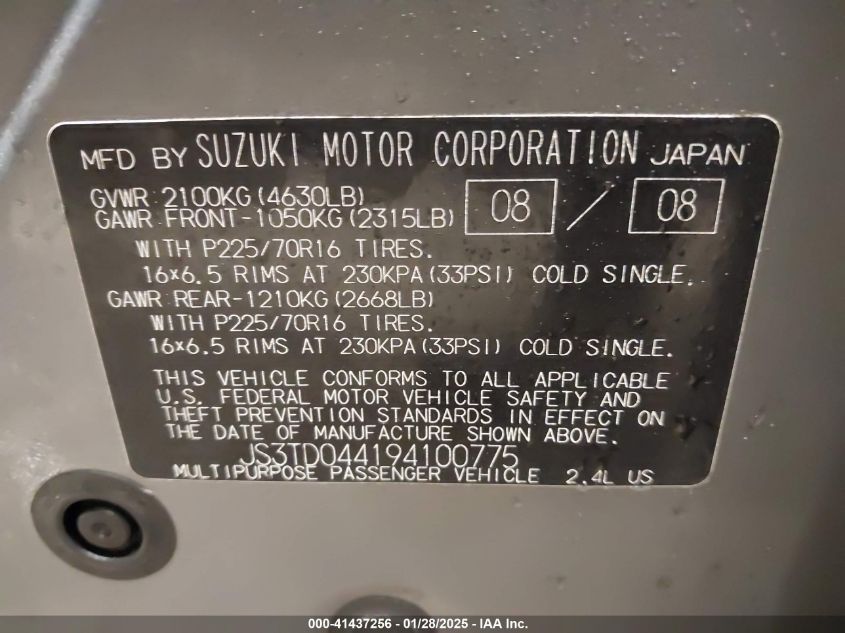 MFD BY SUZUKI MOTOR CORPORATION JAPAN
GVWR: 2100KG (4630LB)
GAWR FRONT-1050KG (2315LB) 08 / 08
WITH P225/70R16 TIRES.
16×6.5 RIMS AT 230KPA (33PSI) COLD SINGLE.
GAWR REAR-1210KG (2668LB)
WITH P225/70R16 TIRES.
16×6.5 RIMS AT 230KPA (33PSI) COLD SINGLE.
THIS VEHICLE CONFORMS TO ALL APPLICABLE
U.S. FEDERAL MOTOR VEHICLE SAFETY AND
THEFT PREVENTION STANDARDS IN EFFECT ON
THE DATE OF MANUFACTURE SHOWN ABOVE.
JS3TD044194100775
MULTIPURPOSE PASSENGER VEHICLE 2.4L US
000-41437256 - 01/28/2025 - IAA Inc.